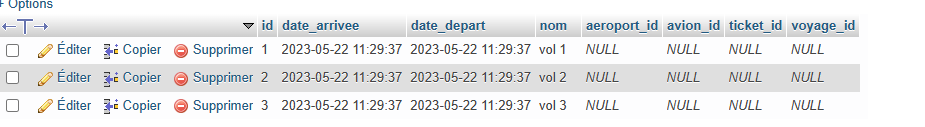 + Options
id date_arrivee date_depart nom aeroport_id avion_id ticket_id voyage_id
Éditer Copier Supprimer 1 2023-05-22 11:29:37 2023-05-22 11:29:37 vol 1 NULL NULL NULL NULL
Éditer Copier Supprimer 2 2023-05-22 11:29:37 2023-05-22 11:29:37 vol 2 NULL NULL NULL NULL
Éditer Copier Supprimer 3 2023-05-22 11:29:37 2023-05-22 11:29:37 vol 3 NULL NULL NULL NULL